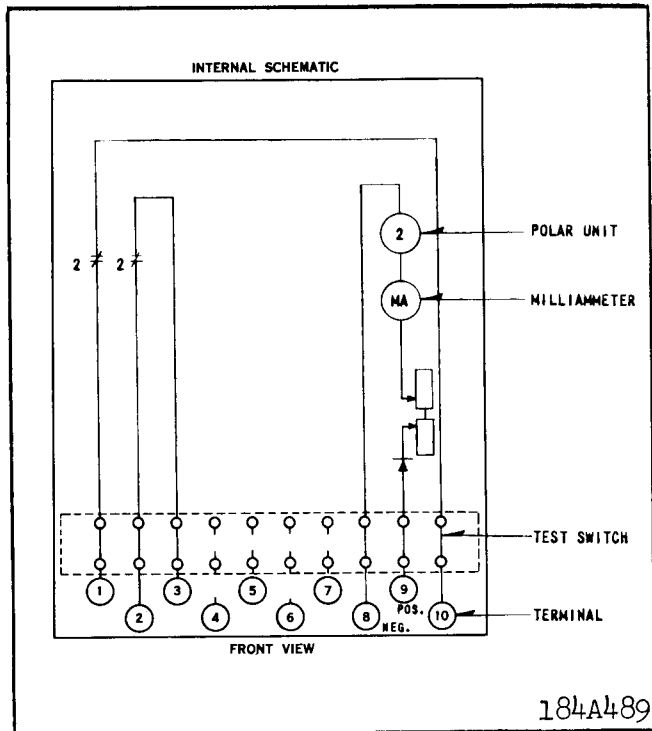 INTERNAL SCHEMATIC
2
POLAR UNIT
2 2
MA
MILLIAMMETER
TEST SWITCH
1 3 5 7 9
POS.
2 4 6 8 10
TERMINAL
NEG.
FRONT VIEW
184A489